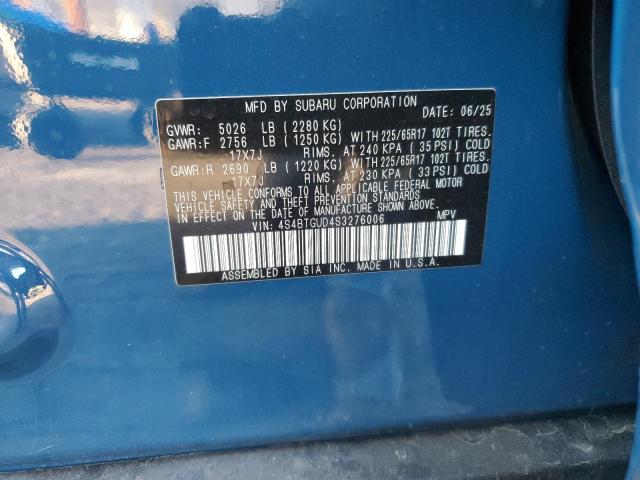 MFD BY SUBARU CORPORATION
DATE: 06/25
GVWR: 5026 LB (2280 KG)
GAWR:F 2756 LB (1250 KG) WITH 225/65R17 102T TIRES.
17X7J RIMS. AT 240 KPA (35 PSI) COLD
GAWR:R 2690 LB (1220 KG) WITH 225/65R17 102T TIRES.
17X7J RIMS. AT 230 KPA (33 PSI) COLD
THIS VEHICLE CONFORMS TO ALL APPLICABLE FEDERAL MOTOR
VEHICLE SAFETY AND THEFT PREVENTION STANDARDS
IN EFFECT ON THE DATE OF MANUFACTURE SHOWN ABOVE.
VIN: 4S4BTGUD4S3276006 MPV
ASSEMBLED BY SIA INC. MADE IN U.S.A.